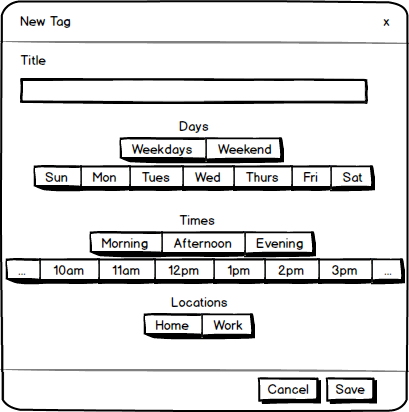 New Tag x
Title
Days
Weekdays Weekend
Sun Mon Tues Wed Thurs Fri Sat
Times
Morning Afternoon Evening
... 10am 11am 12pm 1pm 2pm 3pm ...
Locations
Home Work
Cancel Save